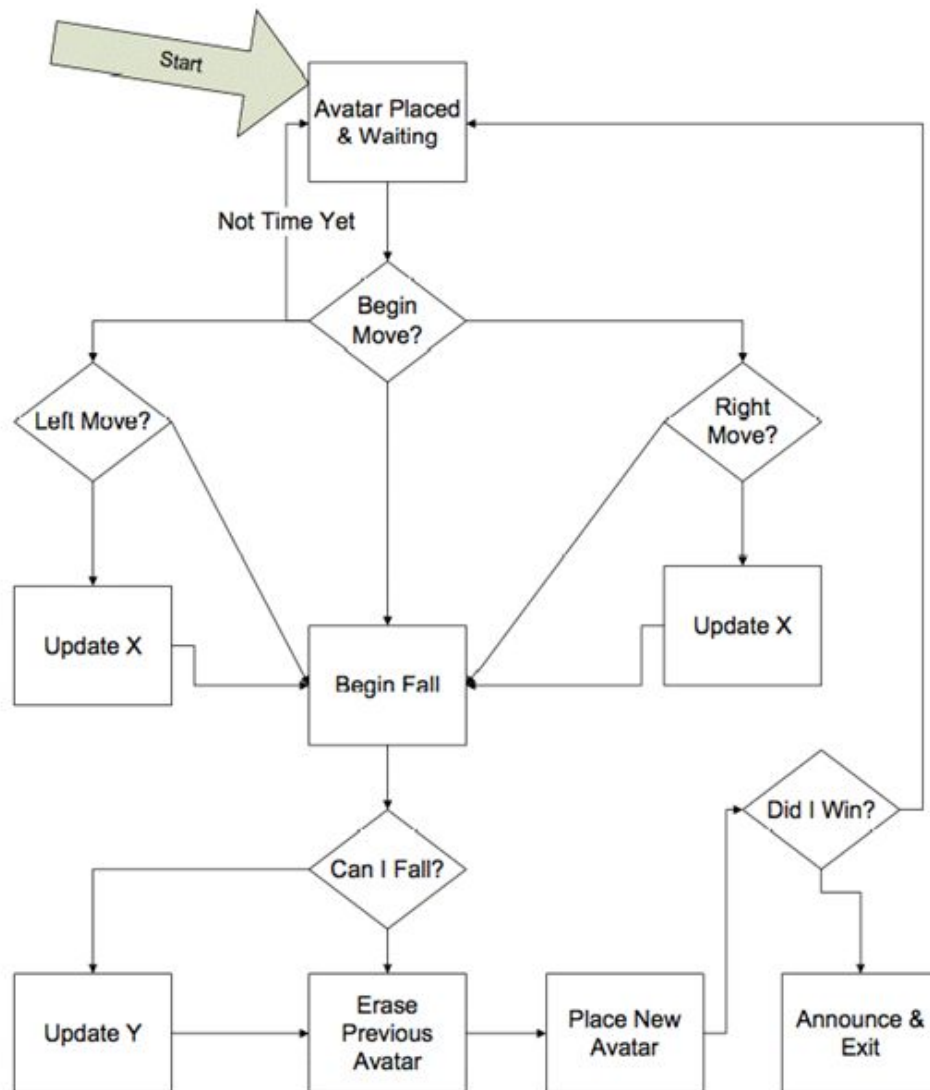 Start
Avatar Placed
& Waiting
Not Time Yet
Begin
Move?
Left Move?
Right
Move?
Update X
Update X
Begin Fall
Did I Win?
Can I Fall?
Update Y
Erase
Previous
Avatar
Place New
Avatar
Announce &
Exit